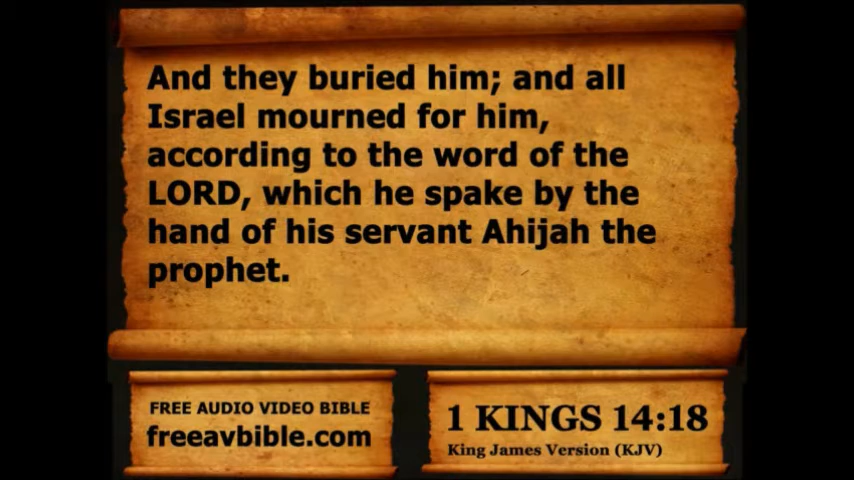 And they buried him; and all
Israel mourned for him,
according to the word of the
LORD, which he spake by the
hand of his servant Ahijah the
prophet.
FREE AUDIO VIDEO BIBLE
freeavbible.com
1 KINGS 14:18
King James Version (KJV)